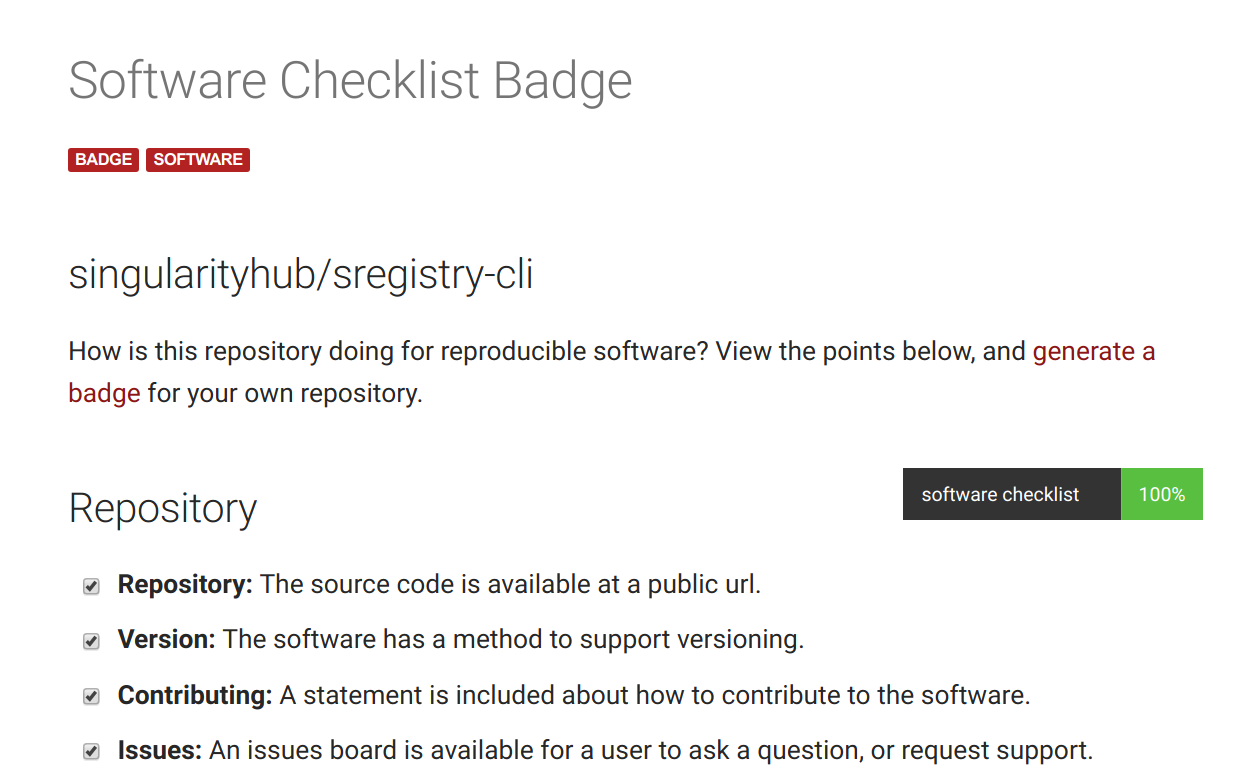 Software Checklist Badge
BADGE SOFTWARE
singularityhub/sregistry-cli
How is this repository doing for reproducible software? View the points below, and generate a
badge for your own repository.
software checklist 100%
Repository
Repository: The source code is available at a public url.
Version: The software has a method to support versioning.
Contributing: A statement is included about how to contribute to the software.
Issues: An issues board is available for a user to ask a question, or request support.